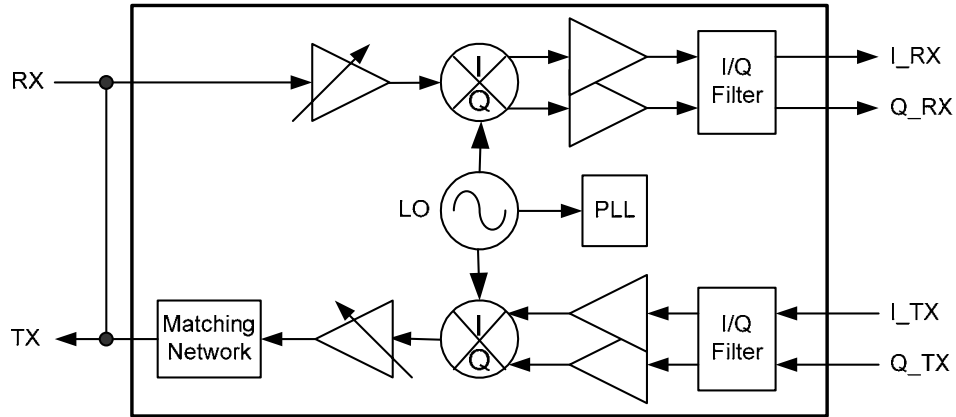 RX
I
Q
I/Q
Filter
I_RX
Q_RX
LO
PLL
TX
Matching
Network
I
Q
I/Q
Filter
I_TX
Q_TX